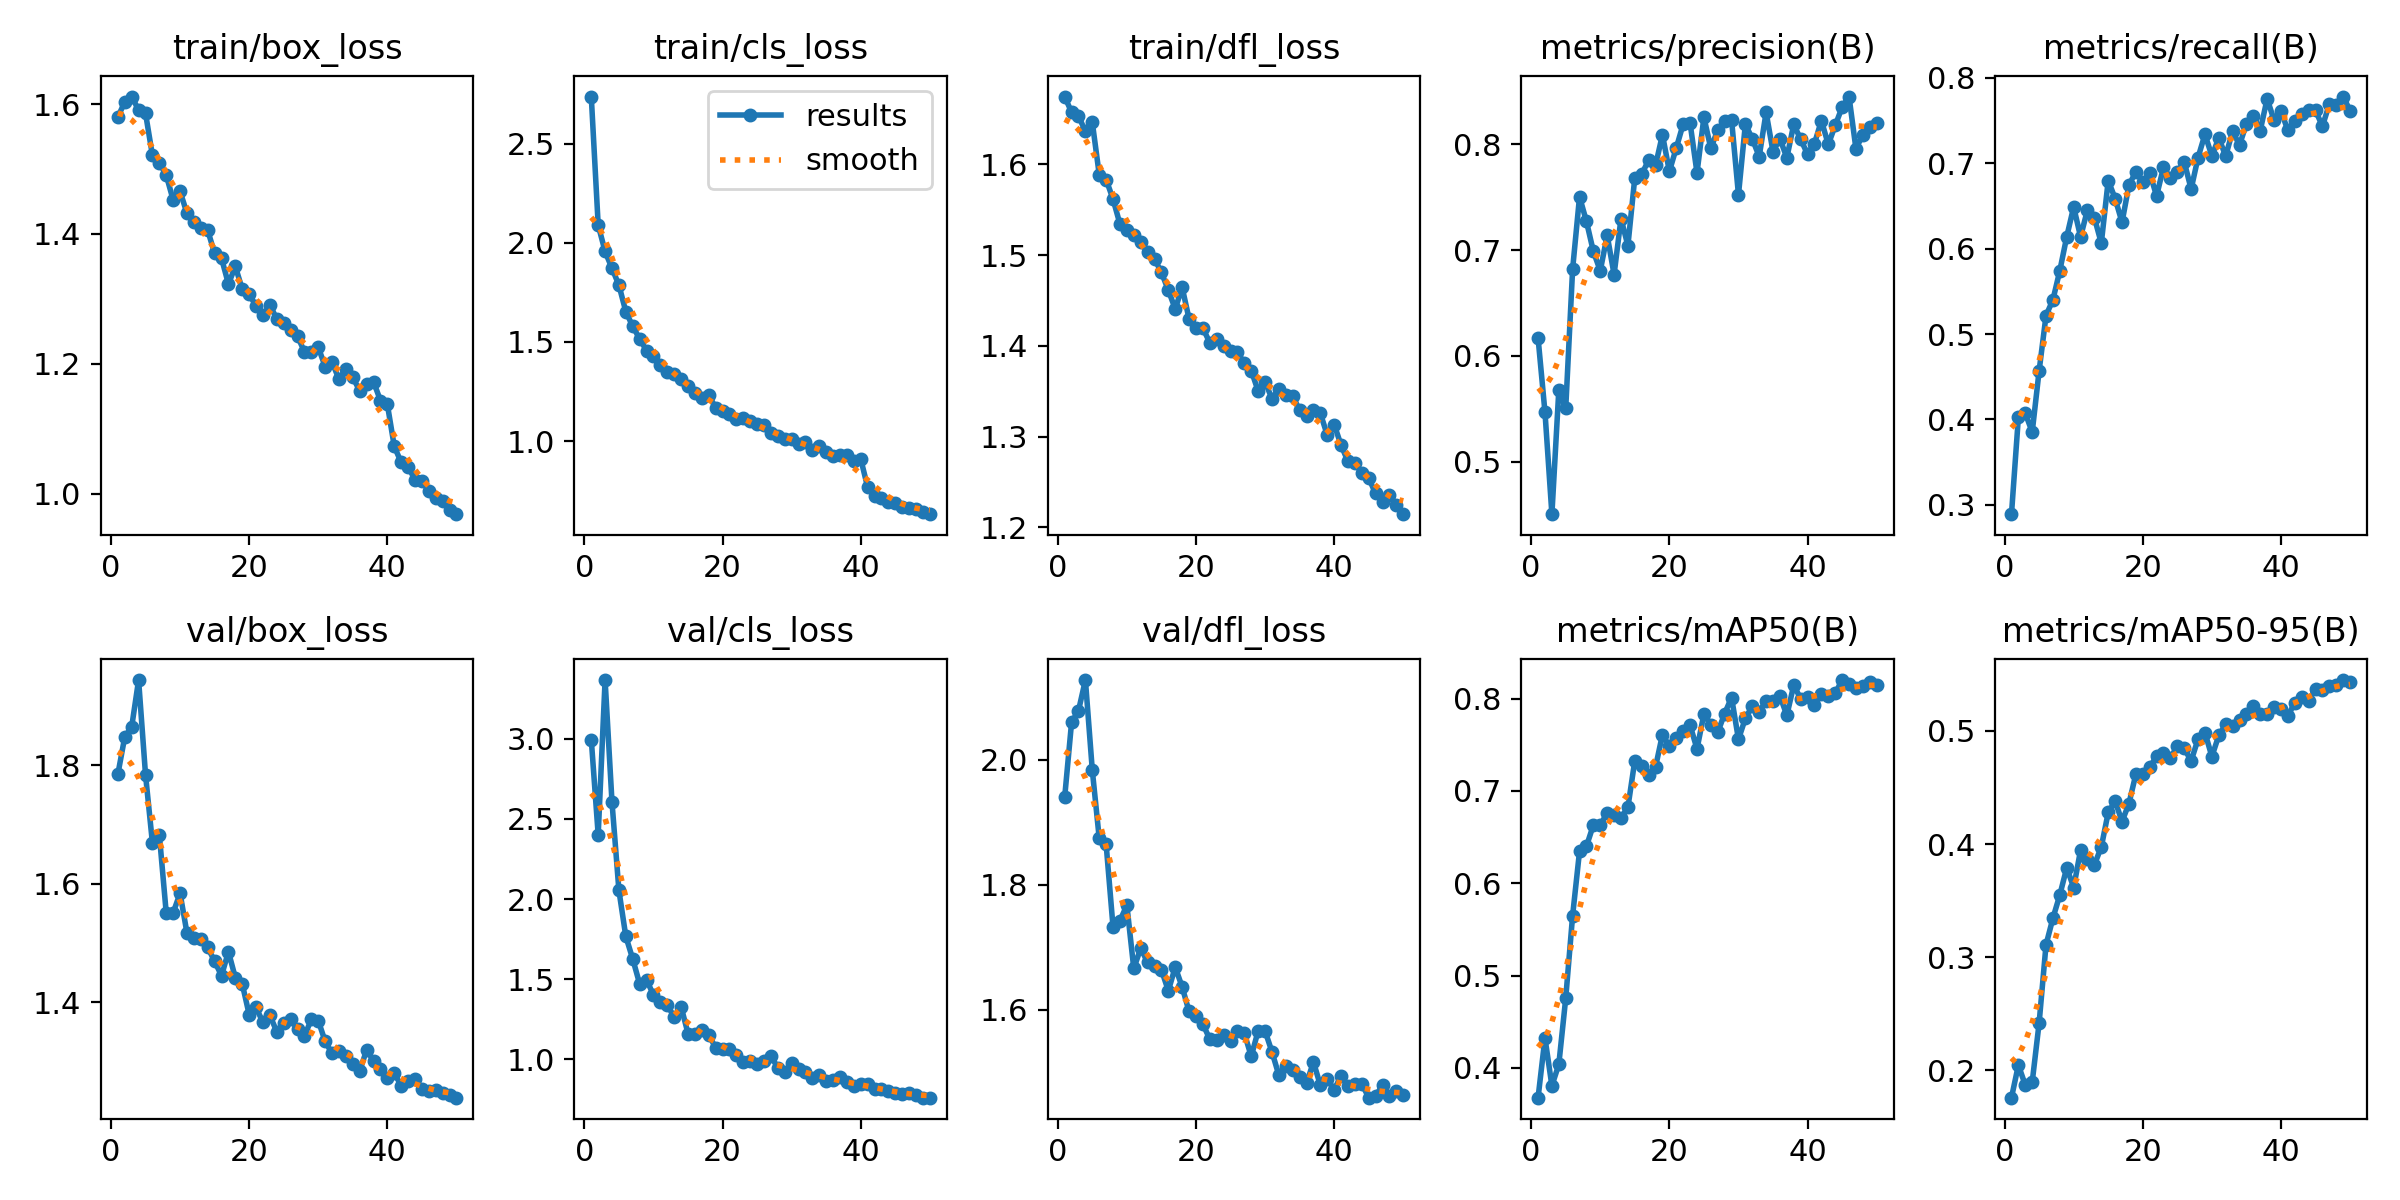 train/box_loss
1.6
1.4
1.2
1.0
0 20 40
train/cls_loss
results
smooth
2.5
2.0
1.5
1.0
0 20 40
train/dfl_loss
1.6
1.5
1.4
1.3
1.2
0 20 40
metrics/precision(B)
0.8
0.7
0.6
0.5
0 20 40
metrics/recall(B)
0.8
0.7
0.6
0.5
0.4
0.3
0 20 40
val/box_loss
1.8
1.6
1.4
0 20 40
val/cls_loss
3.0
2.5
2.0
1.5
1.0
0 20 40
val/dfl_loss
2.0
1.8
1.6
0 20 40
metrics/mAP50(B)
0.8
0.7
0.6
0.5
0.4
0 20 40
metrics/mAP50-95(B)
0.5
0.4
0.3
0.2
0 20 40